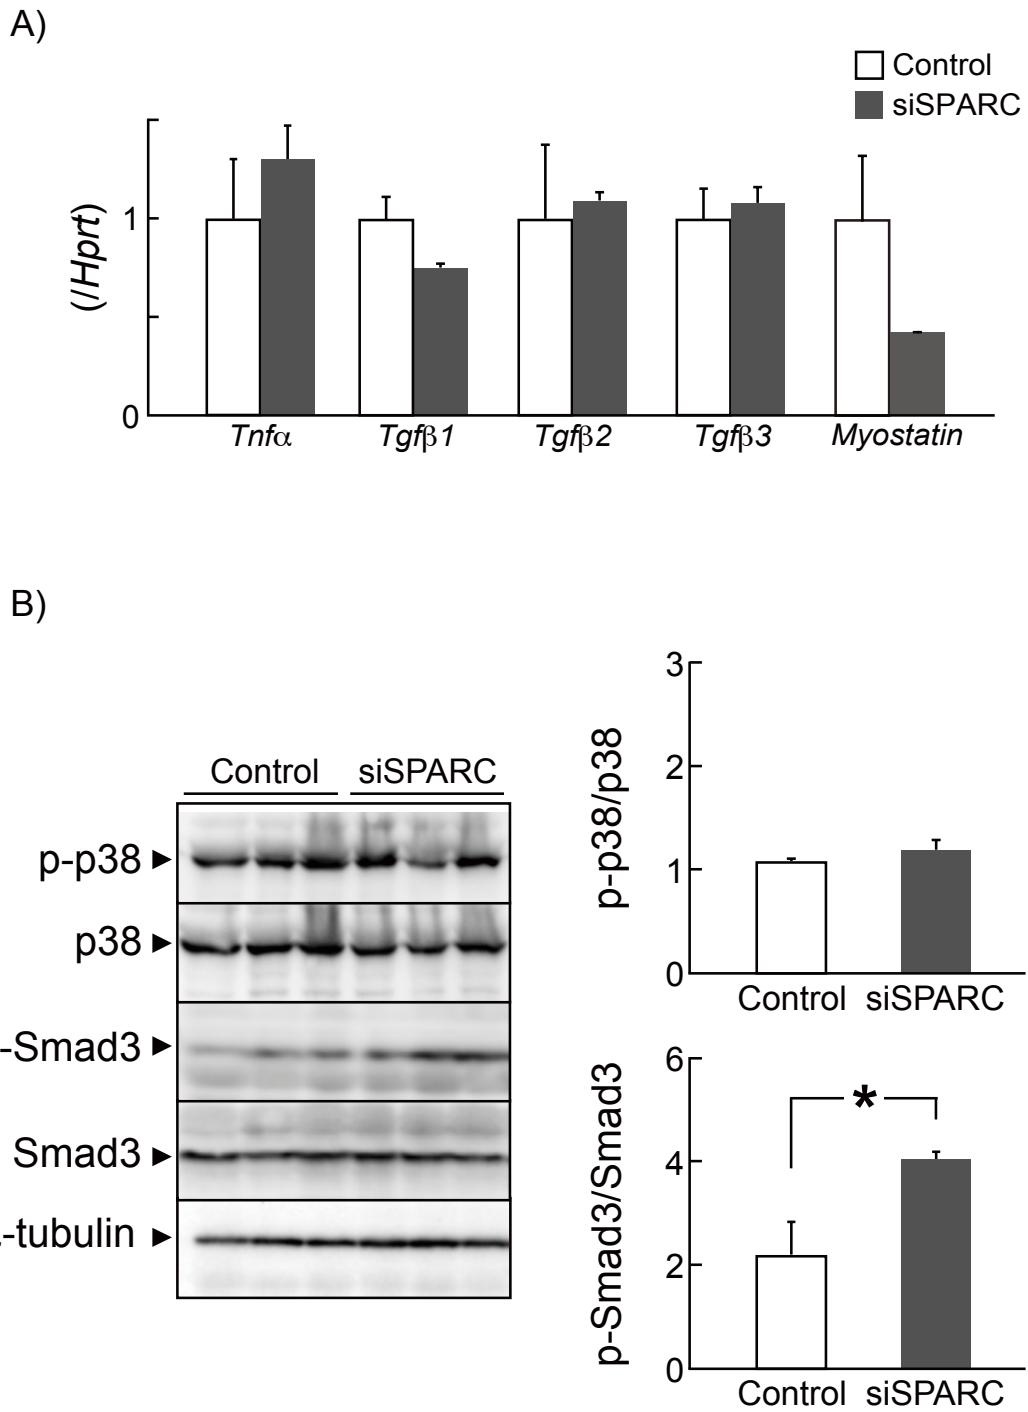 A)
Control
siSPARC
(/Hprt)
1
0
Tnfα
Tgfβ1
Tgfβ2
Tgfβ3
Myostatin
B)
Control siSPARC
p-p38
p38
-Smad3
Smad3
-tubulin
p-p38/p38
3
2
1
0
Control siSPARC
p-Smad3/Smad3
6
4
2
0
*
Control siSPARC